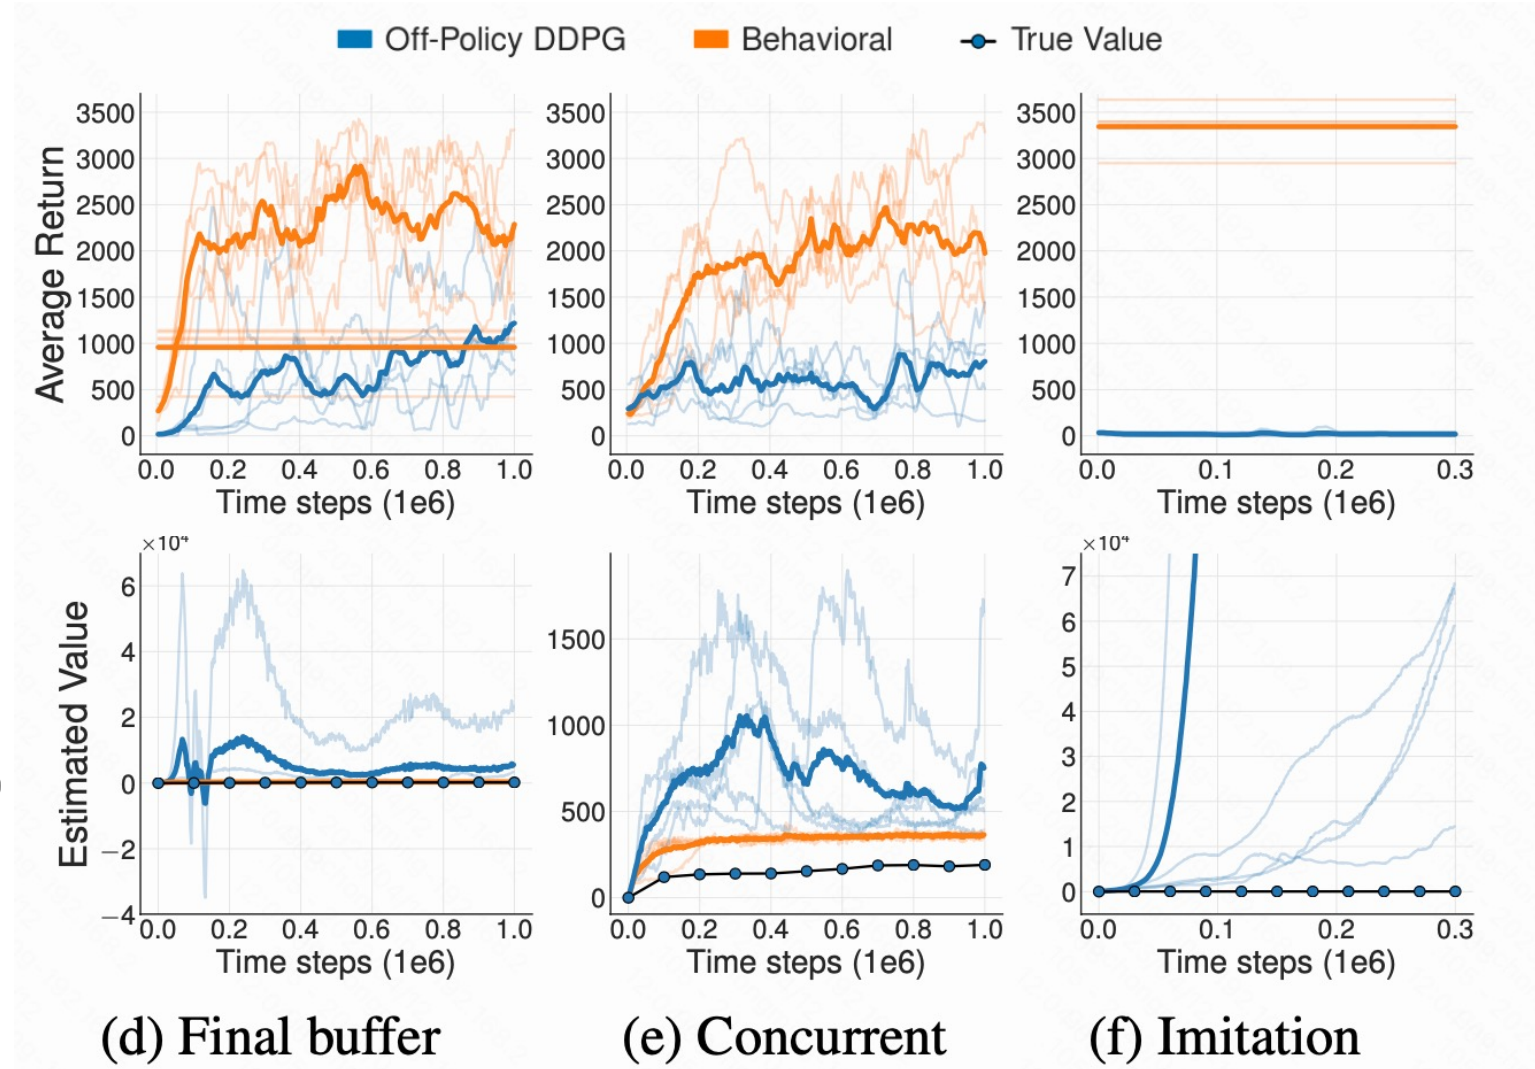 Off-Policy DDPG Behavioral True Value
Average Return
3500
3000
2500
2000
1500
1000
500
0
0.0 0.2 0.4 0.6 0.8 1.0
Time steps (1e6)
3500
3000
2500
2000
1500
1000
500
0
0.0 0.2 0.4 0.6 0.8 1.0
Time steps (1e6)
3500
3000
2500
2000
1500
1000
500
0
0.0 0.1 0.2 0.3
Time steps (1e6)
Estimated Value
×10⁴
6
4
2
0
−2
−4
0.0 0.2 0.4 0.6 0.8 1.0
Time steps (1e6)
1500
1000
500
0
0.0 0.2 0.4 0.6 0.8 1.0
Time steps (1e6)
×10⁴
7
6
5
4
3
2
1
0
0.0 0.1 0.2 0.3
Time steps (1e6)
(d) Final buffer
(e) Concurrent
(f) Imitation